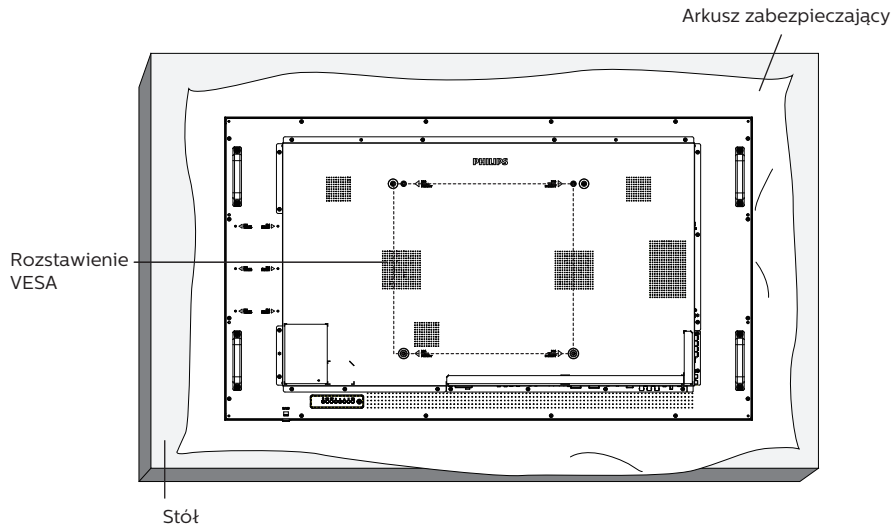 Arkusz zabezpieczający
PHILIPS
Rozstawienie
VESA
Stół